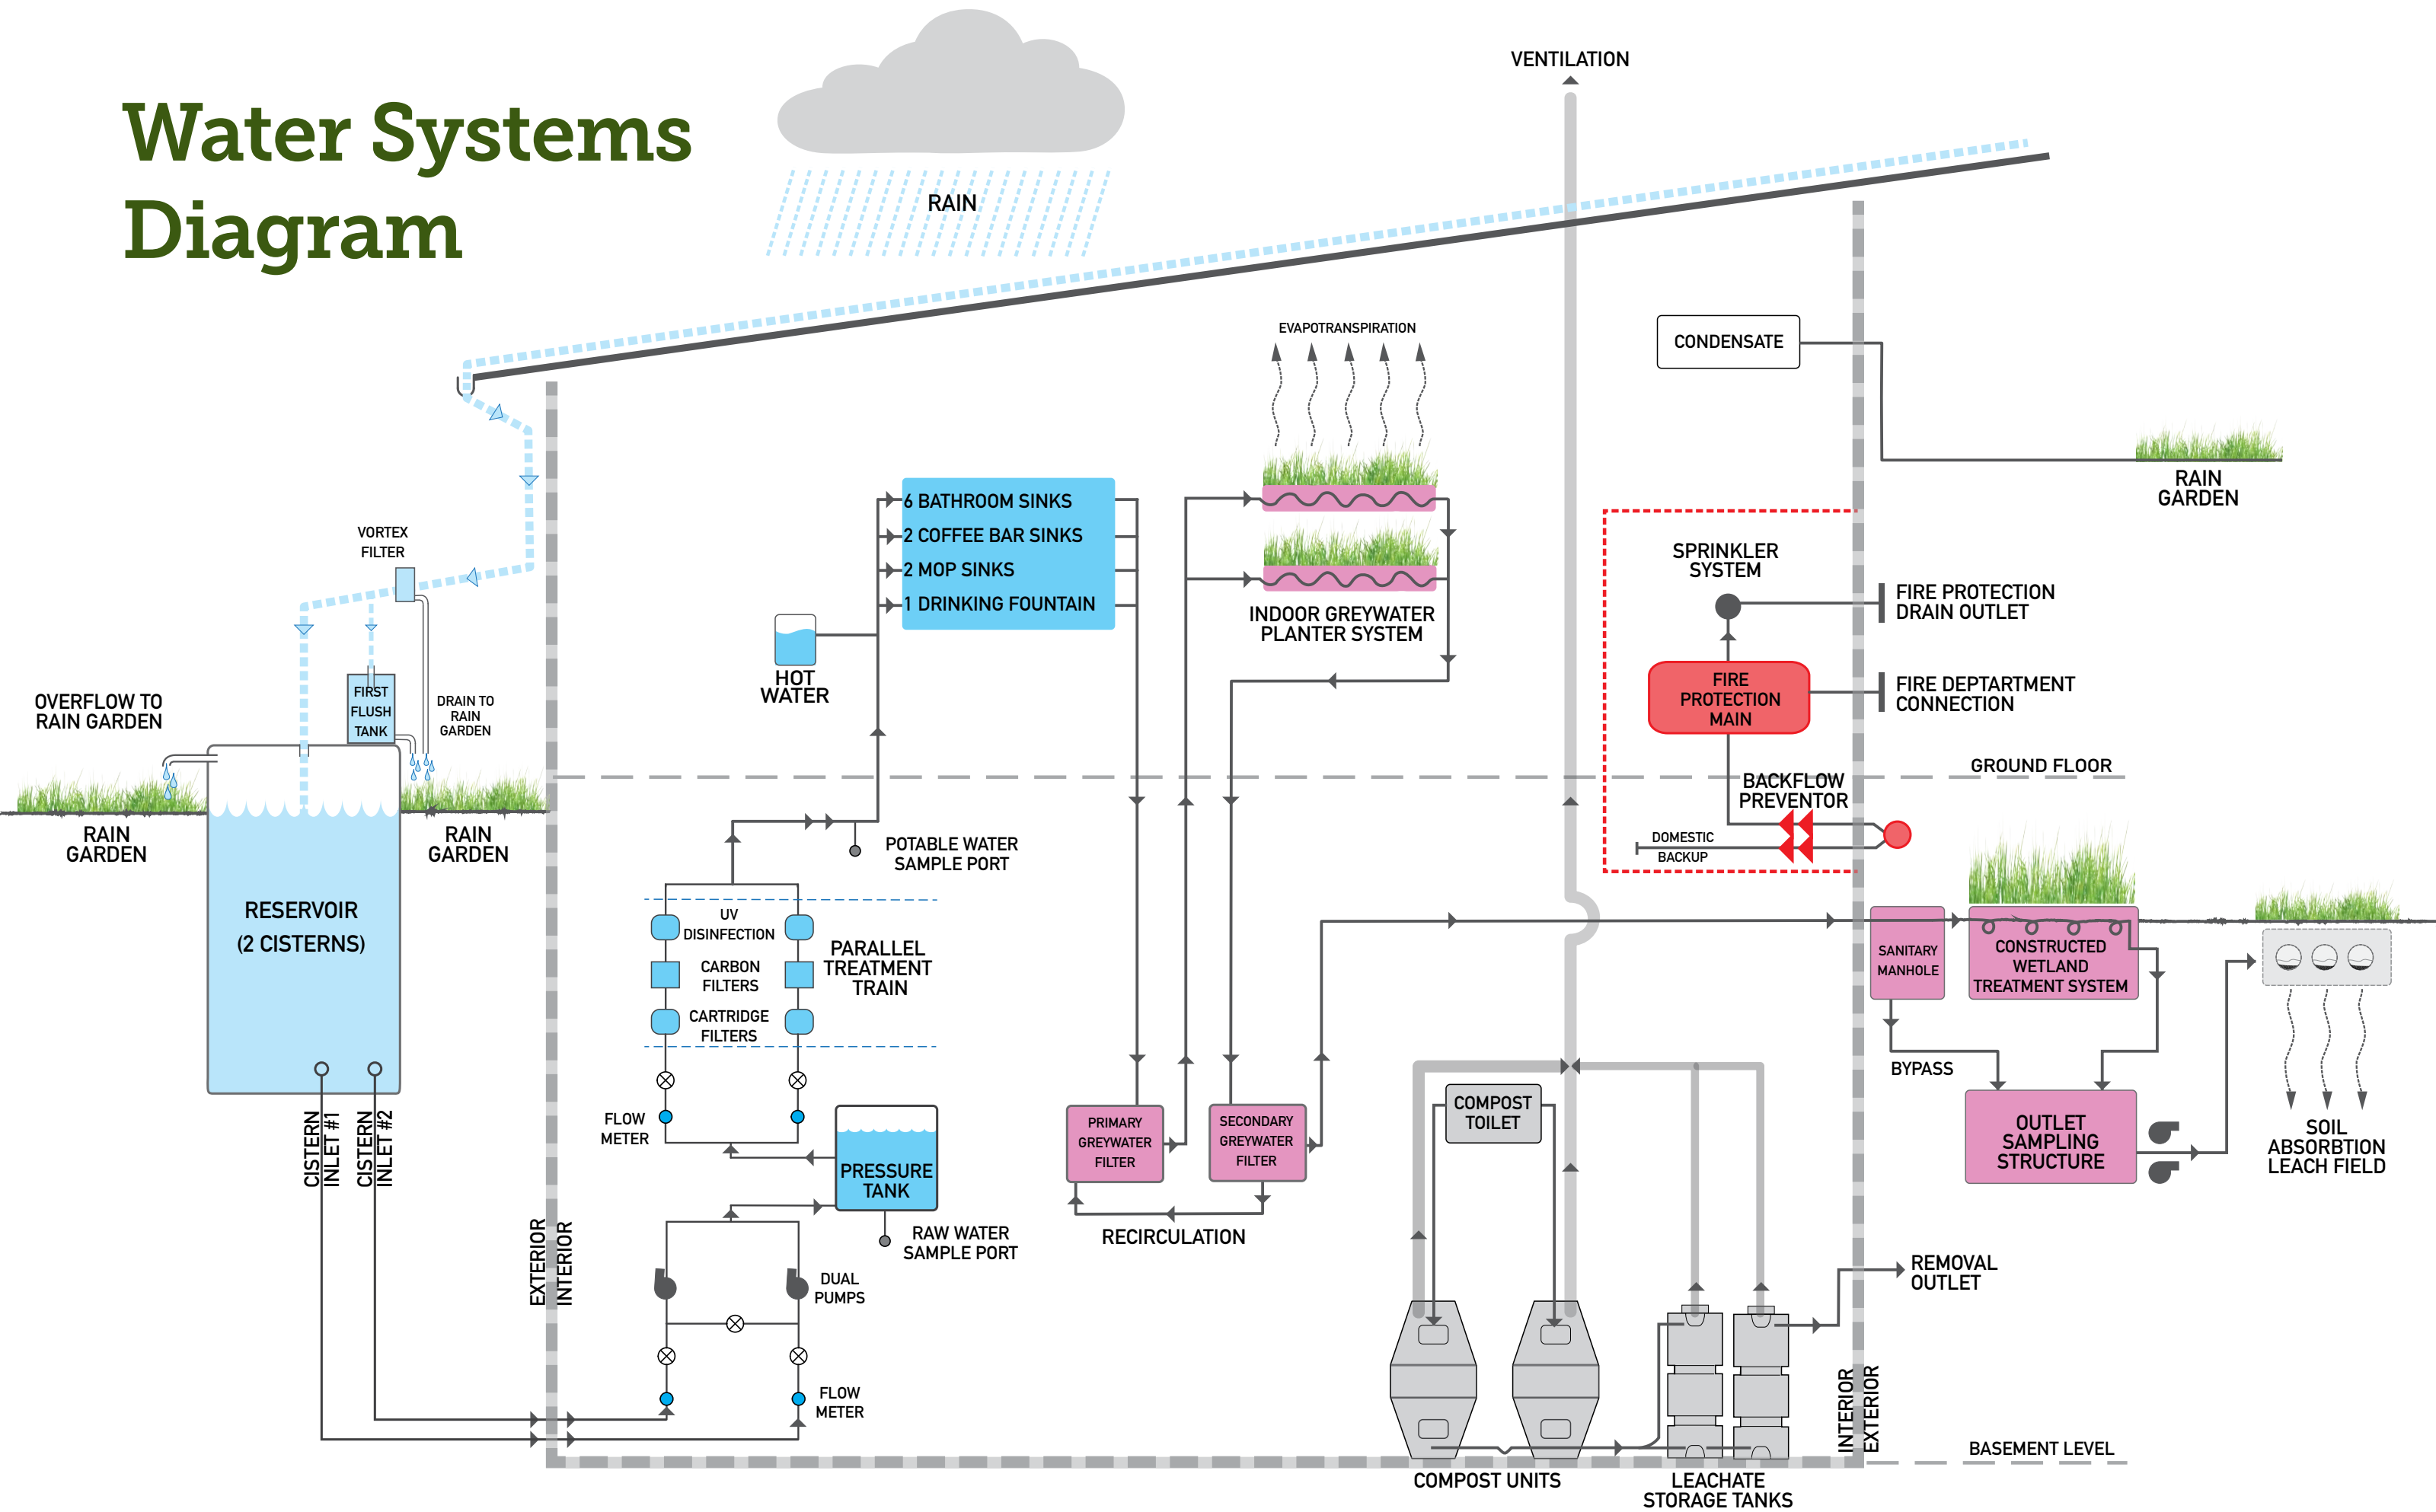 Water Systems
Diagram
RAIN
VENTILATION
EVAPOTRANSPIRATION
CONDENSATE
RAIN
GARDEN
VORTEX
FILTER
6 BATHROOM SINKS
2 COFFEE BAR SINKS
2 MOP SINKS
1 DRINKING FOUNTAIN
HOT
WATER
INDOOR GREYWATER
PLANTER SYSTEM
SPRINKLER
SYSTEM
FIRE PROTECTION
DRAIN OUTLET
FIRE
PROTECTION
MAIN
FIRE DEPTARTMENT
CONNECTION
OVERFLOW TO
RAIN GARDEN
FIRST
FLUSH
TANK
DRAIN TO
RAIN
GARDEN
GROUND FLOOR
BACKFLOW
PREVENTOR
DOMESTIC
BACKUP
RAIN
GARDEN
RAIN
GARDEN
RESERVOIR
(2 CISTERNS)
POTABLE WATER
SAMPLE PORT
UV
DISINFECTION
CARBON
FILTERS
CARTRIDGE
FILTERS
PARALLEL
TREATMENT
TRAIN
SANITARY
MANHOLE
CONSTRUCTED
WETLAND
TREATMENT SYSTEM
BYPASS
OUTLET
SAMPLING
STRUCTURE
SOIL
ABSORBTION
LEACH FIELD
CISTERN
INLET #1
CISTERN
INLET #2
FLOW
METER
PRESSURE
TANK
PRIMARY
GREYWATER
FILTER
SECONDARY
GREYWATER
FILTER
COMPOST
TOILET
RECIRCULATION
RAW WATER
SAMPLE PORT
EXTERIOR
INTERIOR
DUAL
PUMPS
FLOW
METER
REMOVAL
OUTLET
INTERIOR
EXTERIOR
BASEMENT LEVEL
COMPOST UNITS
LEACHATE
STORAGE TANKS